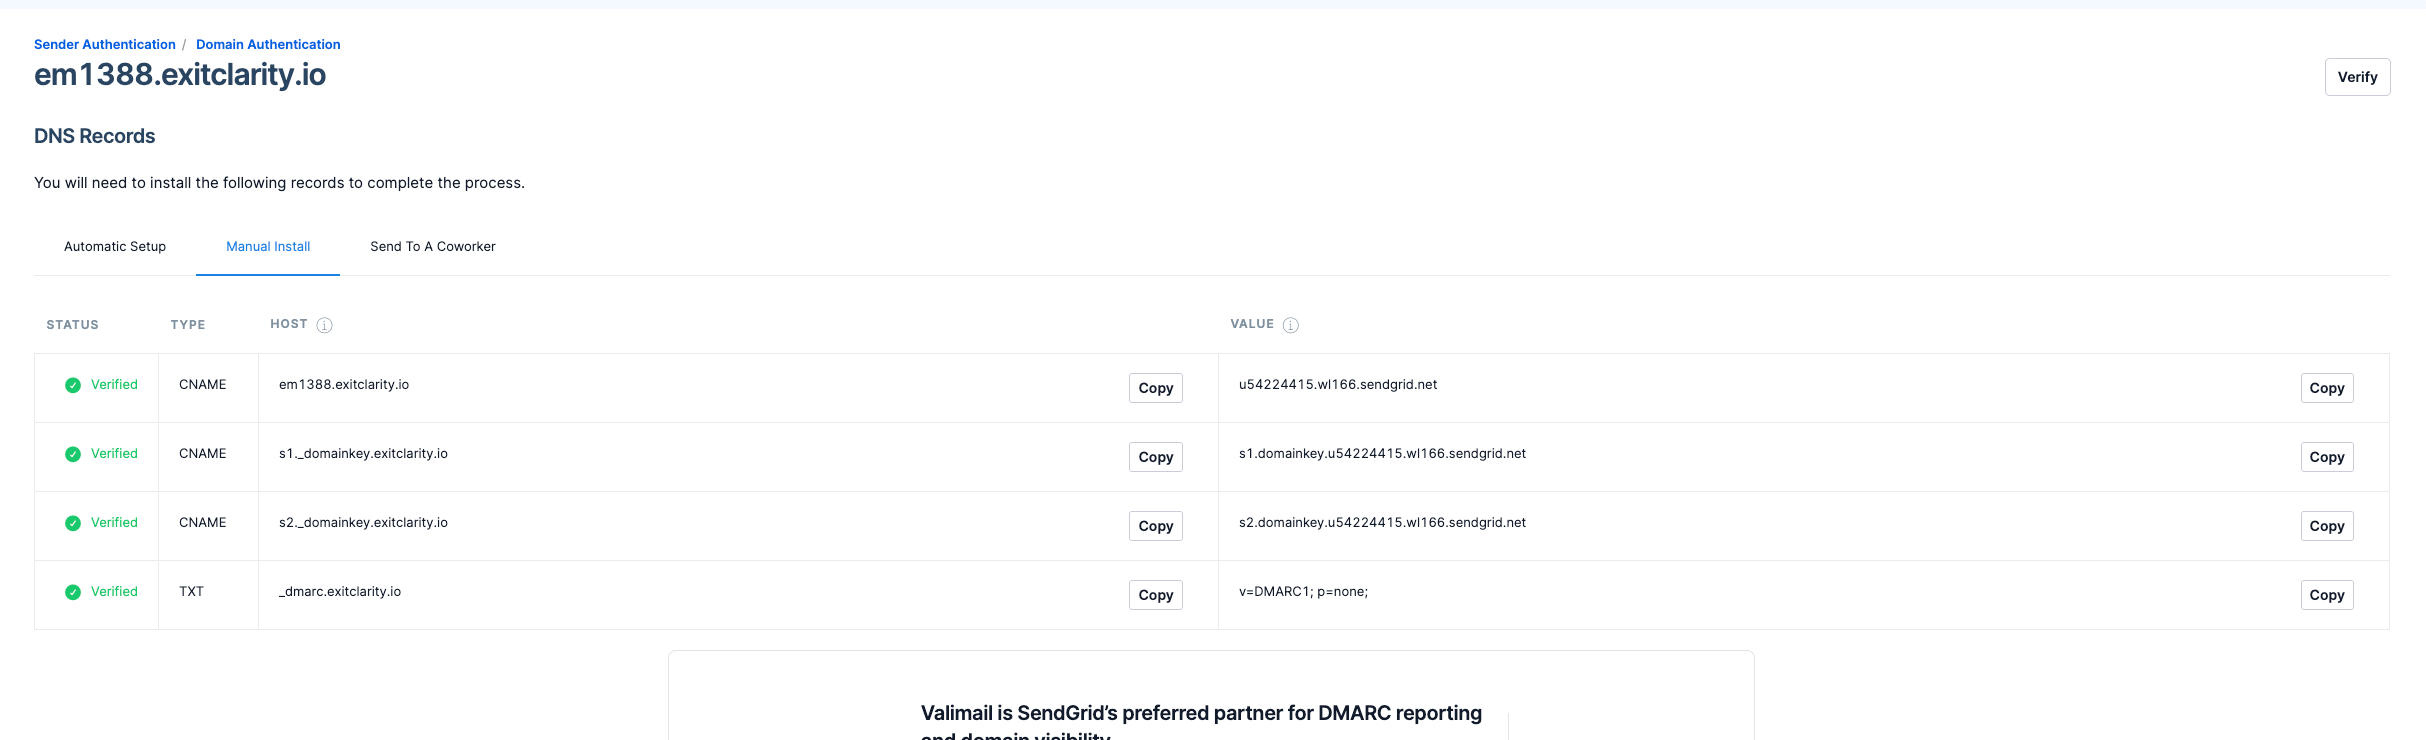 Sender Authentication / Domain Authentication
em1388.exitclarity.io
Verify
DNS Records
You will need to install the following records to complete the process.
Automatic Setup Manual Install Send To A Coworker
STATUS TYPE HOST VALUE
Verified CNAME em1388.exitclarity.io Copy u54224415.wl166.sendgrid.net Copy
Verified CNAME s1._domainkey.exitclarity.io Copy s1.domainkey.u54224415.wl166.sendgrid.net Copy
Verified CNAME s2._domainkey.exitclarity.io Copy s2.domainkey.u54224415.wl166.sendgrid.net Copy
Verified TXT _dmarc.exitclarity.io Copy v=DMARC1; p=none; Copy
Valimail is SendGrid’s preferred partner for DMARC reporting
and domain visibility